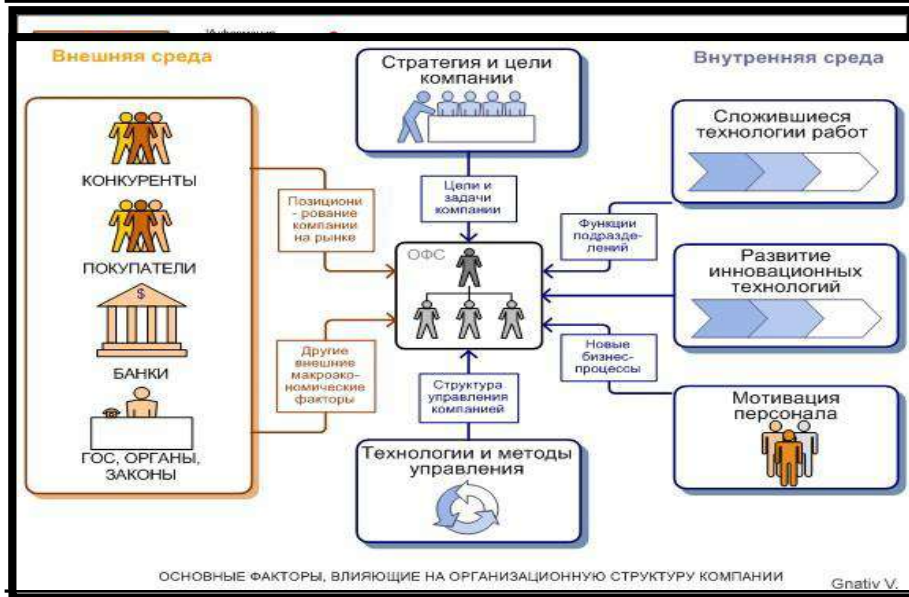 Информация
Внешняя среда
КОНКУРЕНТЫ
ПОКУПАТЕЛИ
$
БАНКИ
ГОС, ОРГАНЫ,
ЗАКОНЫ
Позициони
- рование
компании
на рынке
Другие
внешние
макроэко-
номические
факторы
Стратегия и цели
компании
Цели и
задачи
компании
ОФС
Структура
управления
компанией
Технологии и методы
управления
Внутренняя среда
Сложившиеся
технологии работ
Функции
подразде-
лений
Развитие
инновационных
технологий
Новые
бизнес-
процессы
Мотивация
персонала
ОСНОВНЫЕ ФАКТОРЫ, ВЛИЯЮЩИЕ НА ОРГАНИЗАЦИОННУЮ СТРУКТУРУ КОМПАНИИ
Gnativ V.